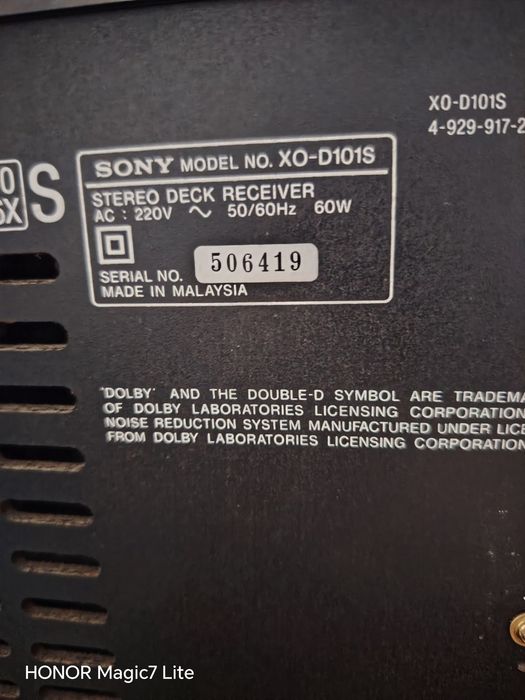 XO-D101S
4-929-917-2
S
SONY MODEL NO. XO-D101S
STEREO DECK RECEIVER
AC : 220V ~ 50/60Hz 60W
SERIAL NO. 506419
MADE IN MALAYSIA
"DOLBY" AND THE DOUBLE-D SYMBOL ARE TRADEMA
OF DOLBY LABORATORIES LICENSING CORPORATION
NOISE REDUCTION SYSTEM MANUFACTURED UNDER LICE
FROM DOLBY LABORATORIES LICENSING CORPORATION
HONOR Magic7 Lite